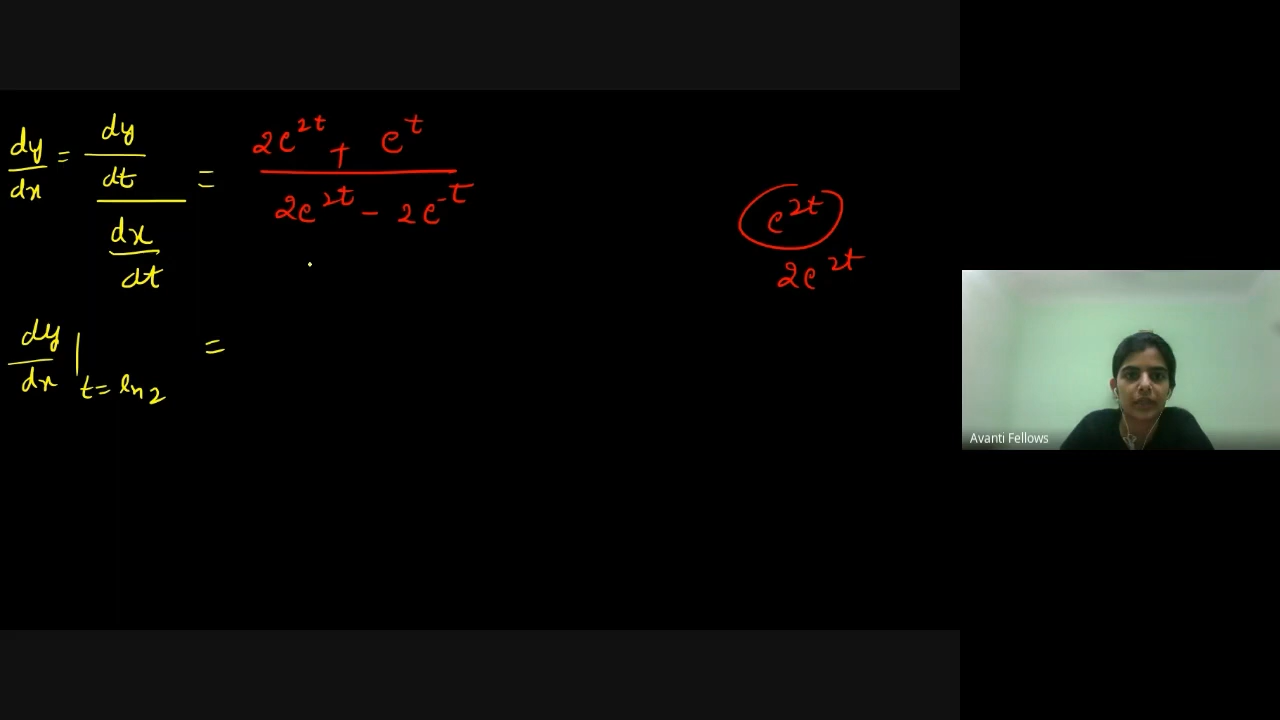 dy/dx = (dy/dt)/(dx/dt) = (2e^{2t} + e^t)/(2e^{2t} - 2e^{-t})
e^{2t}
2e^{2t}
dy/dx |_{t = ln 2} =
Avanti Fellows